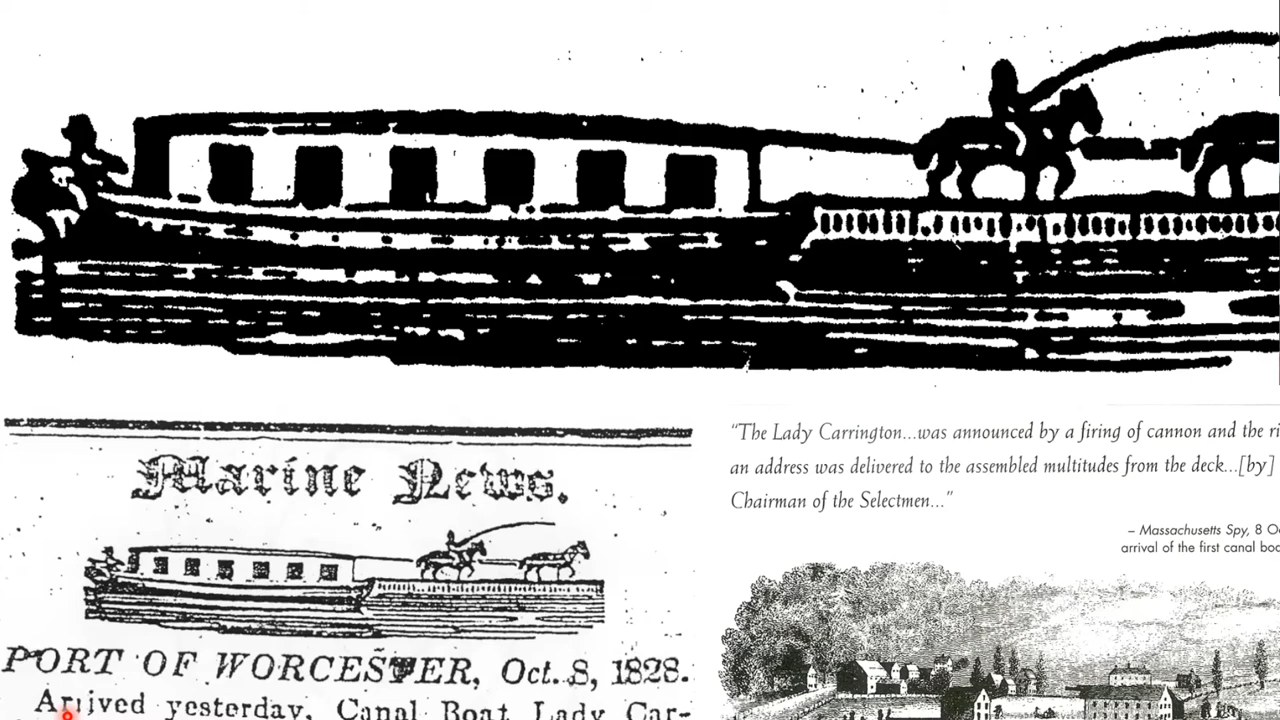 Marine News.
PORT OF WORCESTER, Oct. 8, 1828.
Arrived yesterday, Canal Boat Lady Car-
"The Lady Carrington...was announced by a firing of cannon and the ri
an address was delivered to the assembled multitudes from the deck...[by]
Chairman of the Selectmen..."
– Massachusetts Spy, 8 O
arrival of the first canal boa